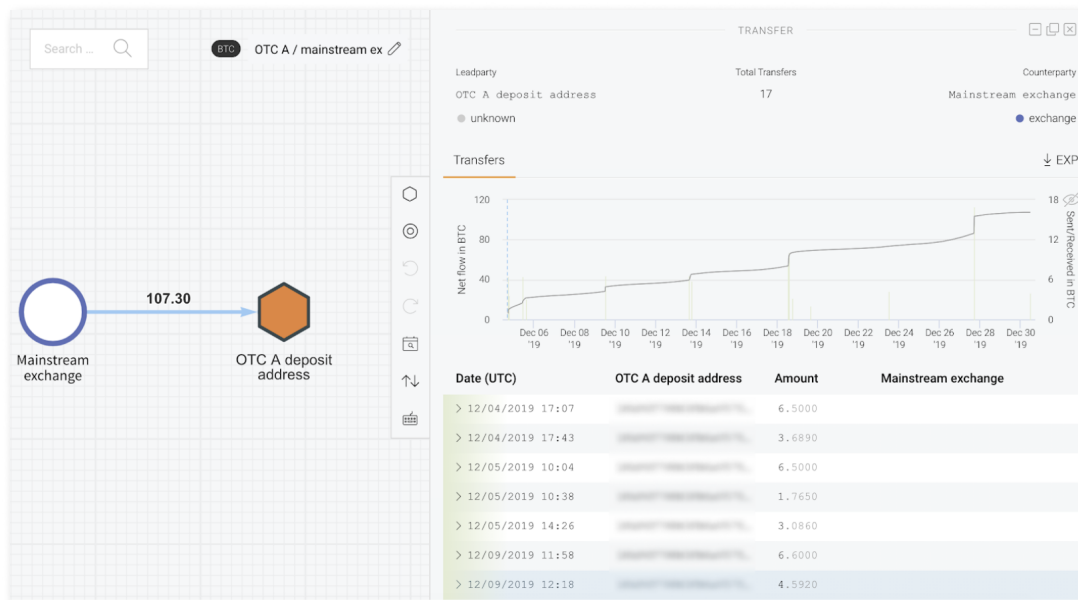 Search ...
BTC
OTC A / mainstream ex
107.30
Mainstream
exchange
OTC A deposit
address
TRANSFER
Leadparty
Total Transfers
Counterparty
OTC A deposit address
17
Mainstream exchange
unknown
exchange
Transfers
EXP
120
80
40
0
Net flow in BTC
18
12
6
0
Sent/Received in BTC
Dec 06 '19
Dec 08 '19
Dec 10 '19
Dec 12 '19
Dec 14 '19
Dec 16 '19
Dec 18 '19
Dec 20 '19
Dec 22 '19
Dec 24 '19
Dec 26 '19
Dec 28 '19
Dec 30 '19
Date (UTC) OTC A deposit address Amount Mainstream exchange
12/04/2019 17:07 6.5000
12/04/2019 17:43 3.6890
12/05/2019 10:04 6.5000
12/05/2019 10:38 1.7650
12/05/2019 14:26 3.0860
12/09/2019 11:58 6.6000
12/09/2019 12:18 4.5920